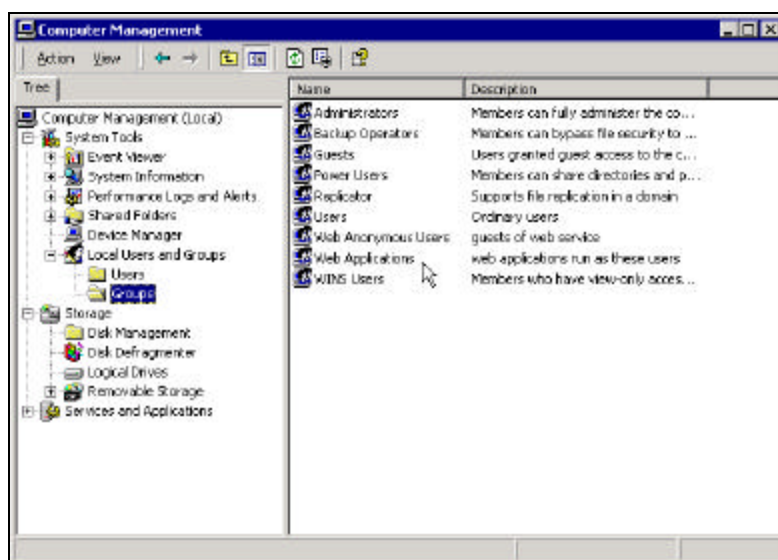 Computer Management
Action View
Tree
Computer Management (Local)
System Tools
Event Viewer
System Information
Performance Logs and Alerts
Shared Folders
Device Manager
Local Users and Groups
Users
Groups
Storage
Disk Management
Disk Defragmenter
Logical Drives
Removable Storage
Services and Applications
Name Description
Administrators Members can fully administer the co...
Backup Operators Members can bypass file security to ...
Guests Users granted guest access to the c...
Power Users Members can share directories and p...
Replicator Supports file replication in a domain
Users Ordinary users
Web Anonymous Users guests of web service
Web Applications web applications run as these users
WINS Users Members who have view-only acces...